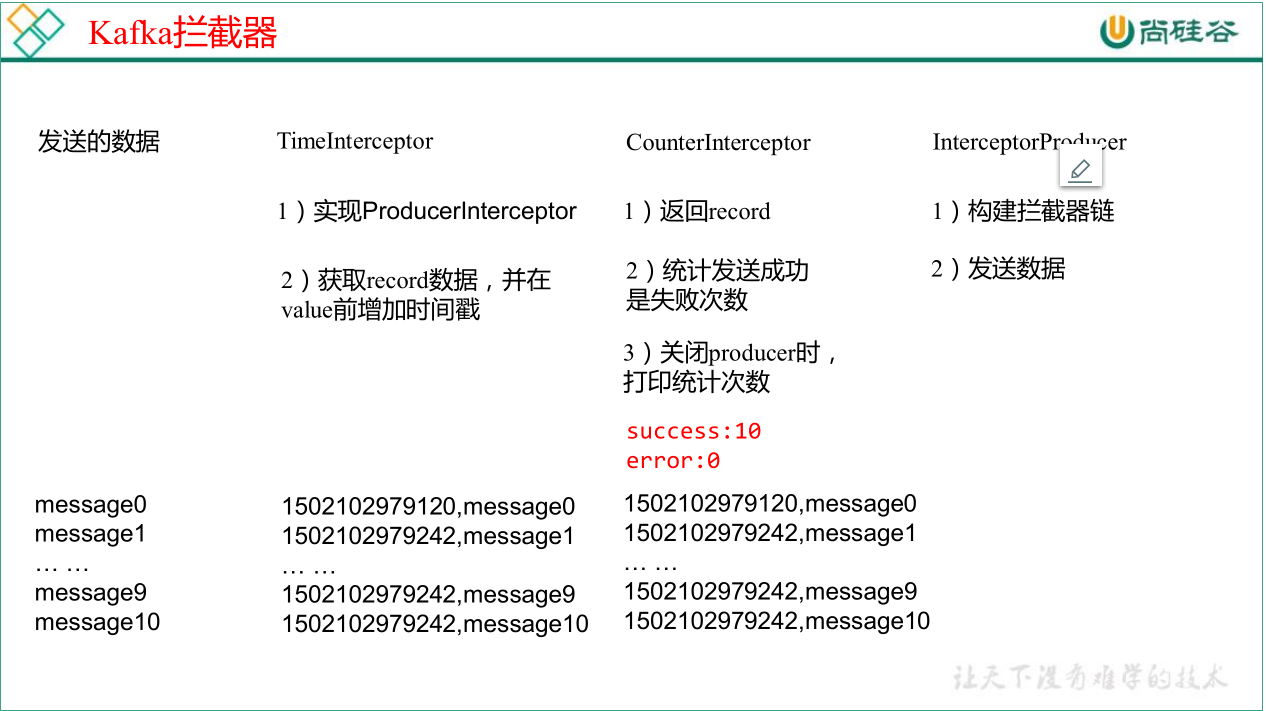 Kafka拦截器
尚硅谷
发送的数据
TimeInterceptor
CounterInterceptor
InterceptorProducer
1）实现ProducerInterceptor
1）返回record
1）构建拦截器链
2）获取record数据，并在
value前增加时间戳
2）统计发送成功
是失败次数
2）发送数据
3）关闭producer时，
打印统计次数
success:10
error:0
message0
message1
… …
message9
message10
1502102979120,message0
1502102979242,message1
… …
1502102979242,message9
1502102979242,message10
1502102979120,message0
1502102979242,message1
… …
1502102979242,message9
1502102979242,message10
让天下没有难学的技术